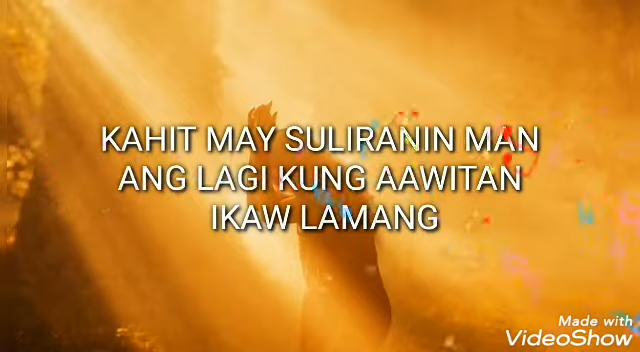 KAHIT MAY SULIRANIN MAN
ANG LAGI KUNG AAWITAN
IKAW LAMANG
Made with
VideoShow